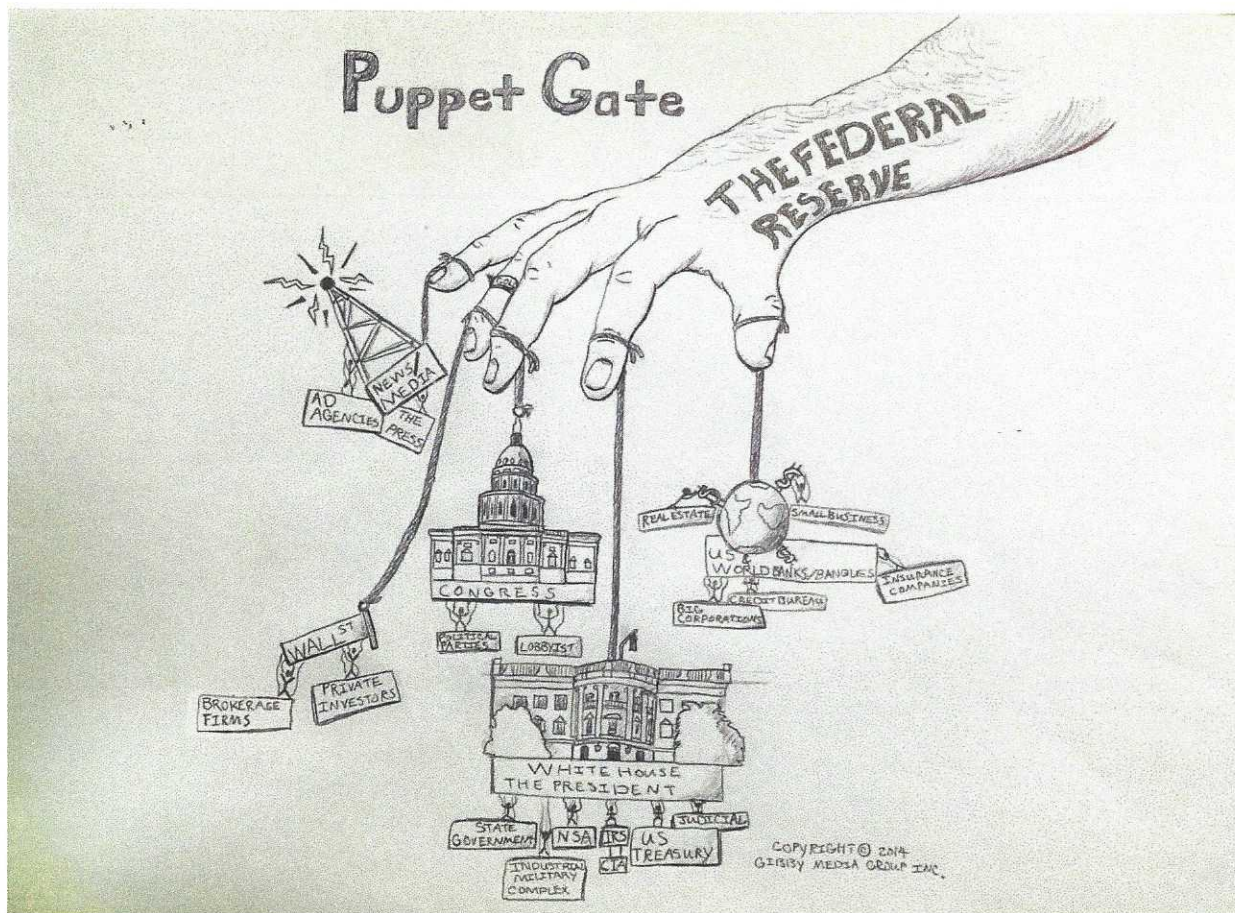 Puppet Gate
THE FEDERAL
RESERVE
NEWS
MEDIA
AD
AGENCIES
THE
PRESS
WALL ST
BROKERAGE
FIRMS
PRIVATE
INVESTORS
CONGRESS
POLITICAL
PARTIES
LOBBYIST
REAL ESTATE
SMALL BUSINESS
US &
WORLD BANKS/BANQUES
INSURANCE
COMPANIES
CREDIT BUREAU
BIG
CORPORATIONS
WHITE HOUSE
THE PRESIDENT
STATE
GOVERNMENT
INDUSTRIAL
MILITARY
COMPLEX
NSA
IRS
CIA
US
TREASURY
JUDICIAL
COPYRIGHT © 2014
GIBBY MEDIA GROUP INC.